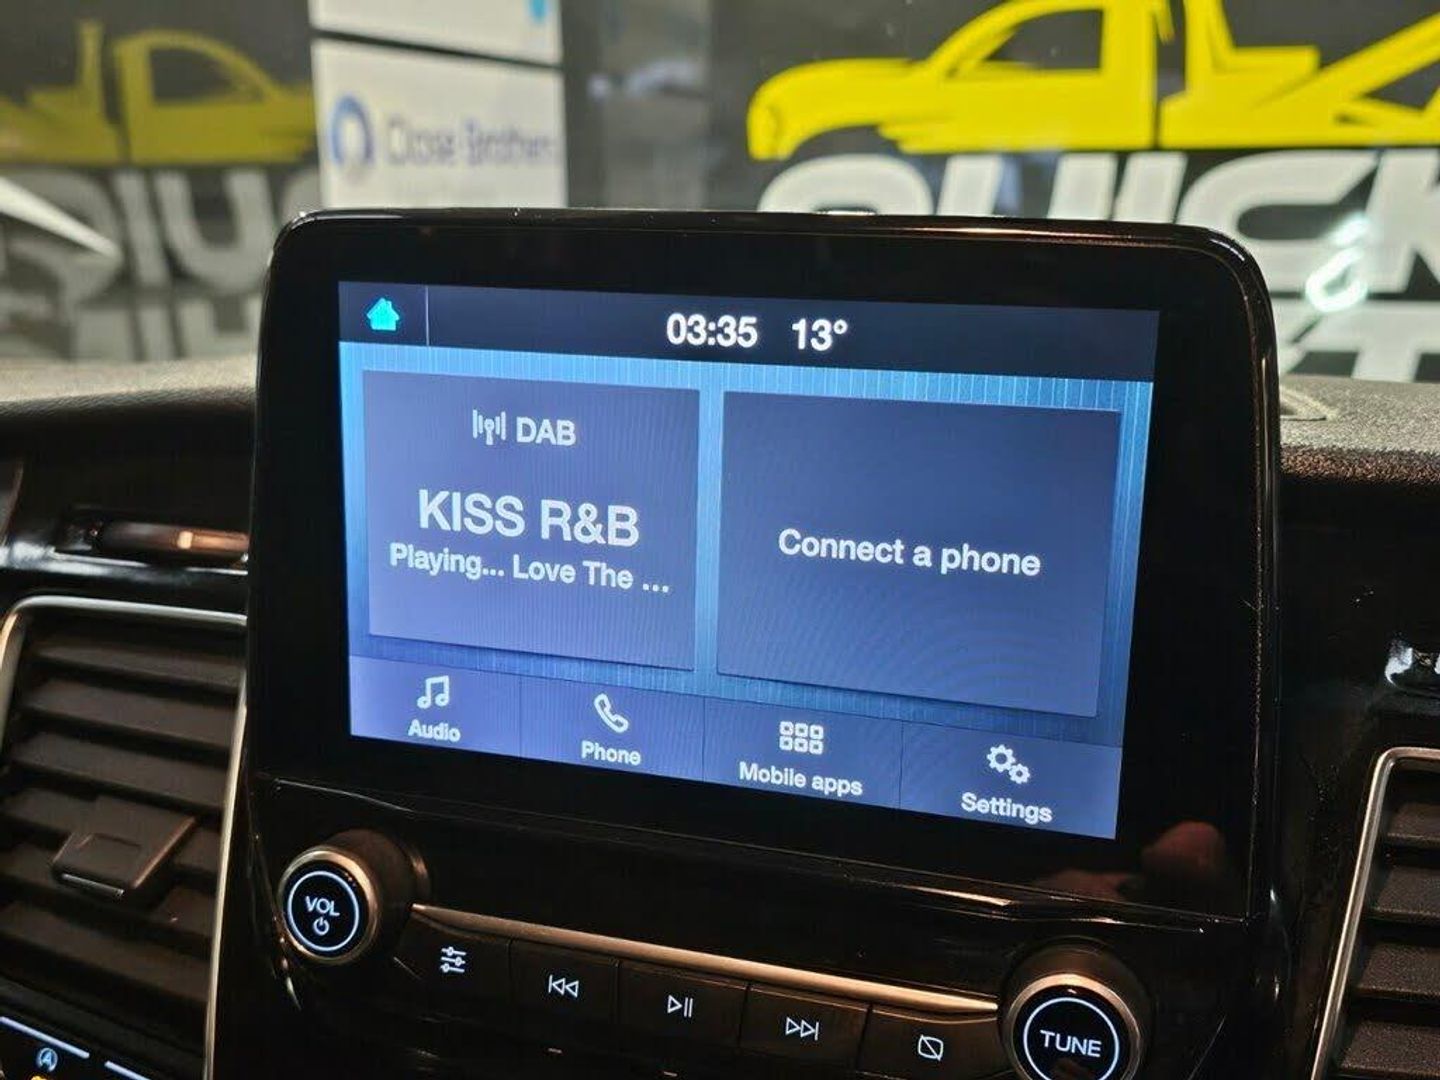 Close Brothers
QUICK
03:35 13°
DAB
KISS R&B
Playing... Love The ...
Connect a phone
Audio
Phone
Mobile apps
Settings
VOL
TUNE
A